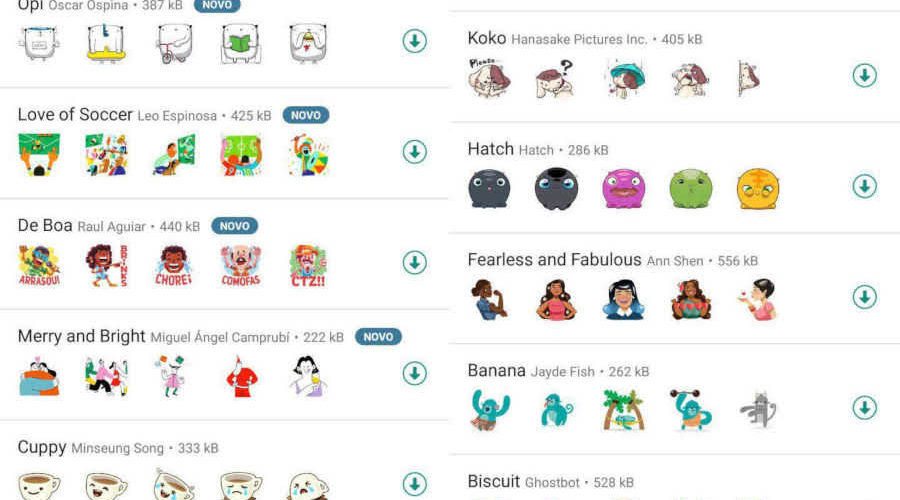 Opi Oscar Ospina • 387 kB NOVO
Love of Soccer Leo Espinosa • 425 kB NOVO
De Boa Raul Aguiar • 440 kB NOVO
ARRASOU!
BRINKS
CHOREI
COMOFAS
CTZ!!
Merry and Bright Miguel Ángel Camprubí • 222 kB NOVO
Cuppy Minseung Song • 333 kB
Koko Hanasake Pictures Inc. • 405 kB
Please
?
Hatch Hatch • 286 kB
Fearless and Fabulous Ann Shen • 556 kB
Banana Jayde Fish • 262 kB
Biscuit Ghostbot • 528 kB